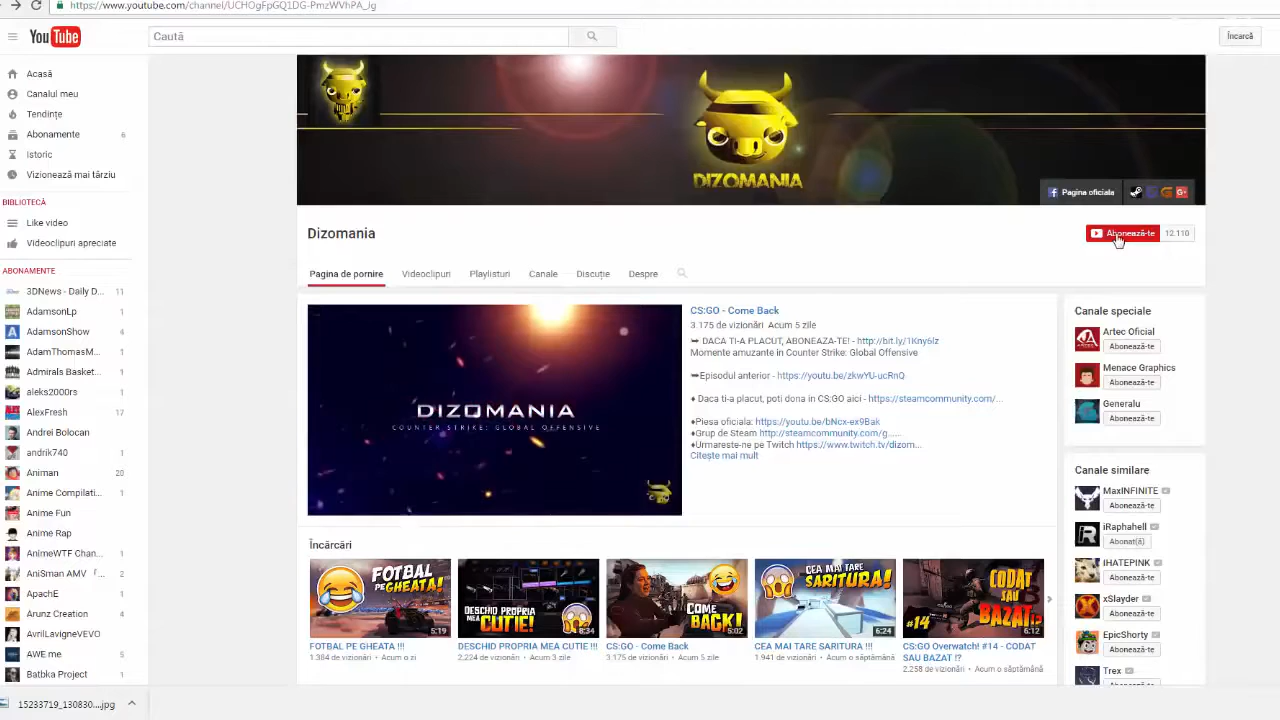 https://www.youtube.com/channel/UCHOgFpGQ1DG-PmzWVhPA_Jg
YouTube
Caută
Încarcă
Acasă
Canalul meu
Tendințe
Abonamente 6
Istoric
Vizionează mai târziu
BIBLIOTECĂ
Like video
Videoclipuri apreciate
ABONAMENTE
3DNews - Daily D... 11
AdamsonLp 1
AdamsonShow 4
AdamThomasM... 1
Admirals Basket... 1
aleks2000rs 1
AlexFresh 17
Andrei Bolocan
andrik740 1
Animan 20
Anime Compilati... 1
Anime Fun
Anime Rap
AnimeWTF Chan... 1
AniSman AMV 「... 2
ApachE 1
Arunz Creation 4
AvrilLavigneVEVO
AWE me 5
Batbka Project 1
DIZOMANIA
Pagina oficiala
Dizomania
Abonează-te 12.110
Pagina de pornire Videoclipuri Playlisturi Canale Discuție Despre
DIZOMANIA
COUNTER STRIKE: GLOBAL OFFENSIVE
CS:GO - Come Back
3.175 de vizionări Acum 5 zile
➥ DACA TI-A PLACUT, ABONEAZA-TE! - http://bit.ly/1Kny6lz
Momente amuzante in Counter Strike: Global Offensive
➥Episodul anterior - https://youtu.be/zkwYU-ucRnQ
♦ Daca ti-a placut, poti dona in CS:GO aici - https://steamcommunity.com/...
♦Piesa oficiala: https://youtu.be/bNcx-ex9Bak
♦Grup de Steam http://steamcommunity.com/g......
♦Urmareste-ne pe Twitch https://www.twitch.tv/dizom...
Citește mai mult
Canale speciale
Artec Oficial
Abonează-te
Menace Graphics
Abonează-te
Generalu
Abonează-te
Canale similare
MaxINFINITE
Abonează-te
iRaphahell
Abonat(ă)
iHATEPINK
Abonează-te
xSlayder
Abonează-te
EpicShorty
Abonează-te
Trex
Abonează-te
Încărcări
FOTBAL
PE GHEATA!
5:19
FOTBAL PE GHEATA !!!
1.384 de vizionări • Acum o zi
DESCHID PROPRIA
MEA CUTIE!
8:34
DESCHID PROPRIA MEA CUTIE !!!
2,224 de vizionări • Acum 3 zile
COME
BACK!
5:02
CS:GO - Come Back
3.175 de vizionări • Acum 5 zile
CEA MAI TARE
SARITURA!
6:24
CEA MAI TARE SARITURA !!!
1.941 de vizionări • Acum o săptămână
CODAT
SAU
BAZAT!?
#14
6:12
CS:GO Overwatch! #14 - CODAT
SAU BAZAT !?
2.258 de vizionări • Acum o săptămână
15233719_130830....jpg